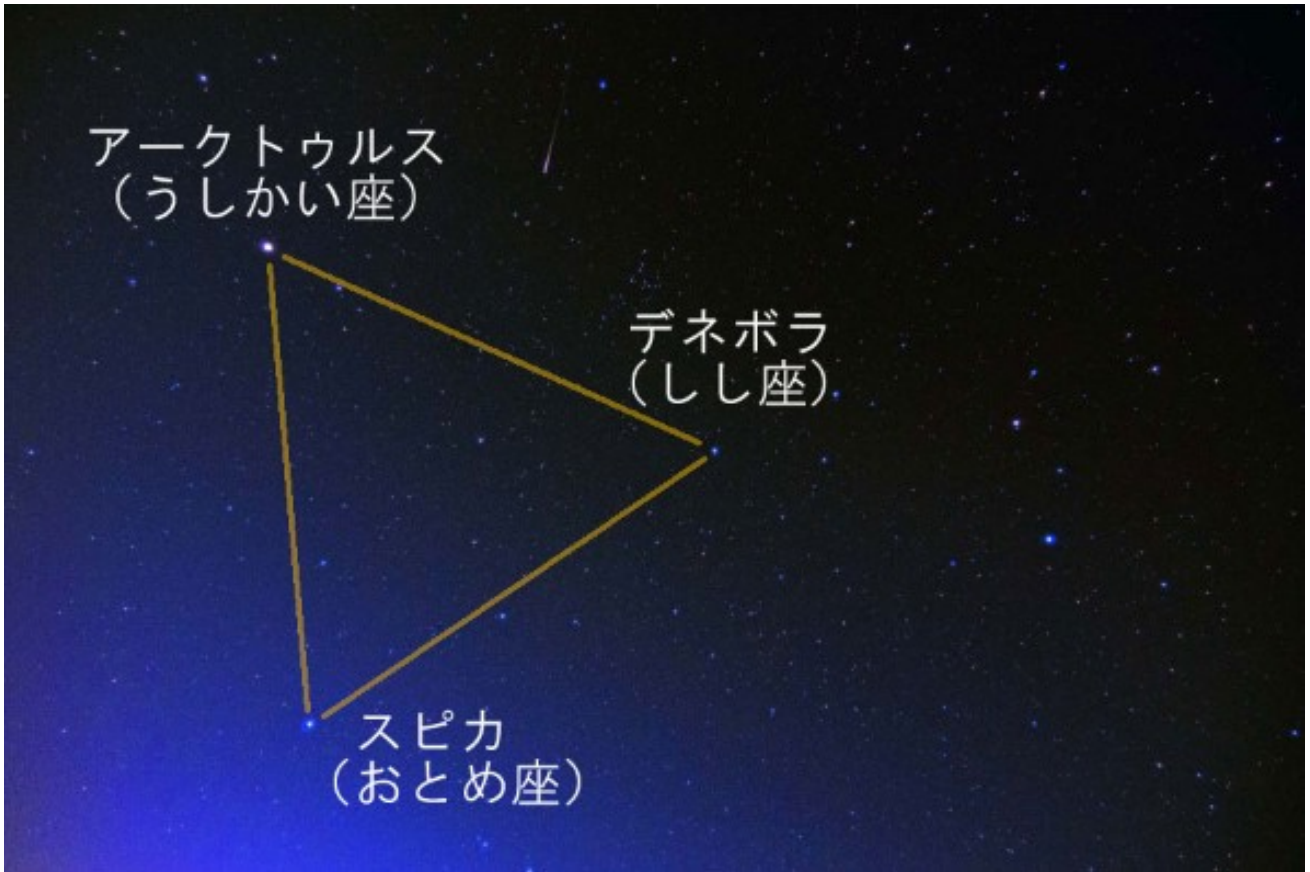 アークトゥルス
（うしかい座）
デネボラ
（しし座）
スピカ
（おとめ座）